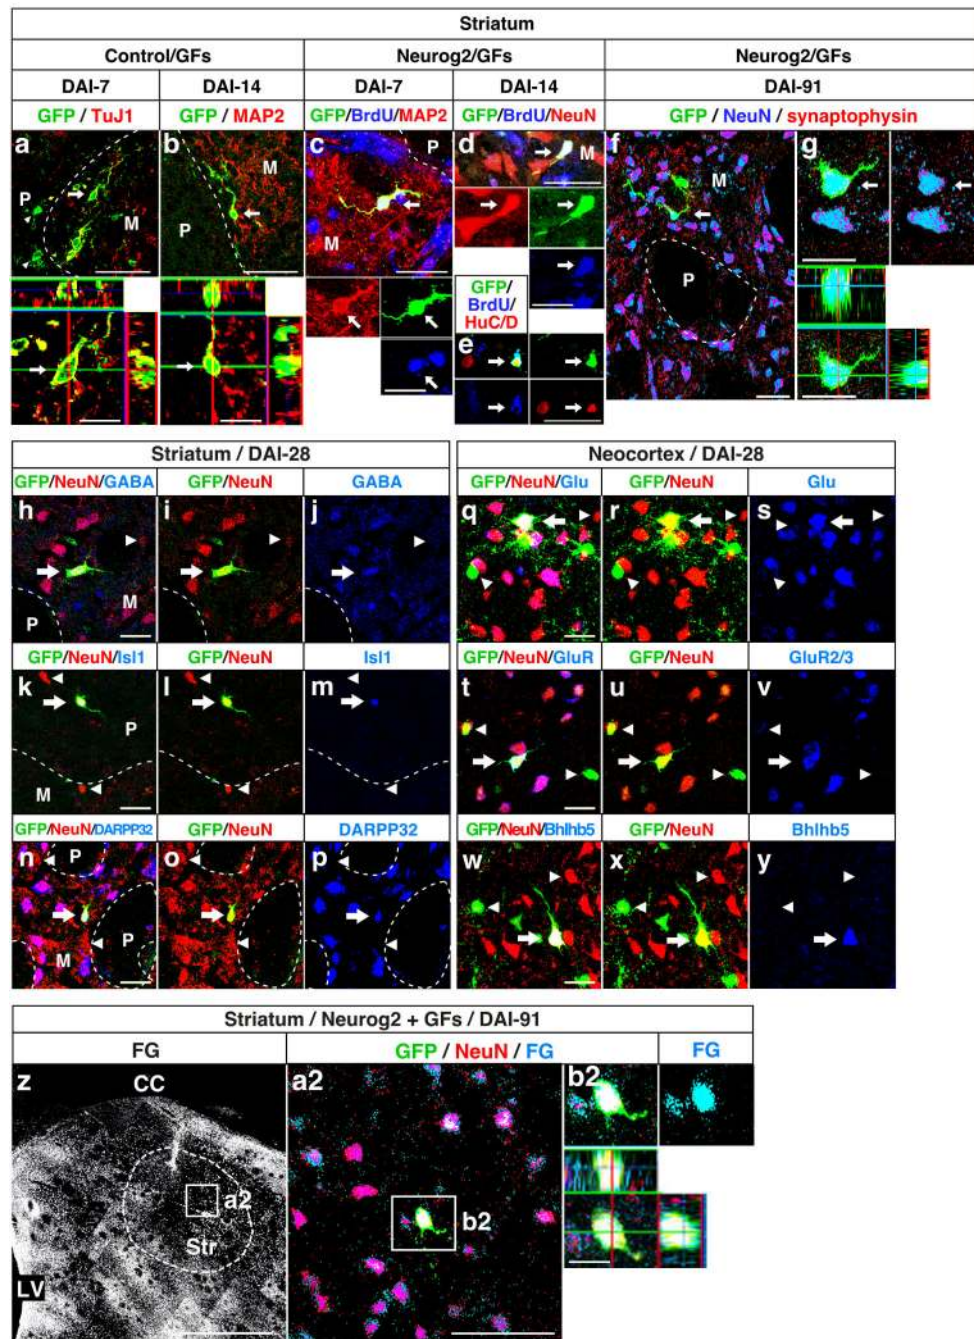 Striatum
Control/GFs Neurog2/GFs Neurog2/GFs
DAI-7 DAI-14 DAI-7 DAI-14 DAI-91
GFP / TuJ1 GFP / MAP2 GFP/BrdU/MAP2 GFP/BrdU/NeuN GFP / NeuN / synaptophysin
a b c d f g
P M P M M P M M P
GFP/
BrdU/
HuC/D
e
Striatum / DAI-28 Neocortex / DAI-28
GFP/NeuN/GABA GFP/NeuN GABA GFP/NeuN/Glu GFP/NeuN Glu
h i j q r s
P M
GFP/NeuN/Isl1 GFP/NeuN Isl1 GFP/NeuN/GluR GFP/NeuN GluR2/3
k l m t u v
P
M
GFP/NeuN/DARPP32 GFP/NeuN DARPP32 GFP/NeuN/Bhlhb5 GFP/NeuN Bhlhb5
n o p w x y
P
P
M
Striatum / Neurog2 + GFs / DAI-91
FG GFP / NeuN / FG FG
z CC a2 b2
a2
b2
Str
LV